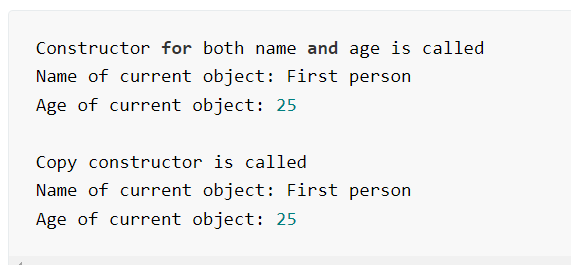 Constructor for both name and age is called
Name of current object: First person
Age of current object: 25

Copy constructor is called
Name of current object: First person
Age of current object: 25